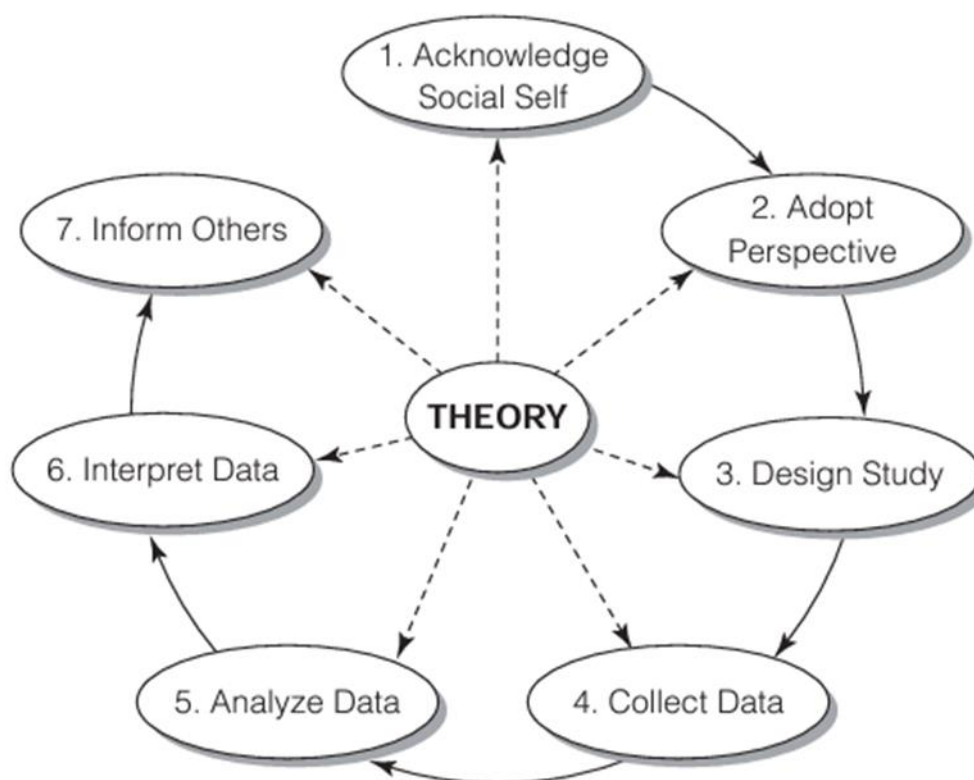 1. Acknowledge
Social Self
2. Adopt
Perspective
7. Inform Others
THEORY
3. Design Study
6. Interpret Data
4. Collect Data
5. Analyze Data